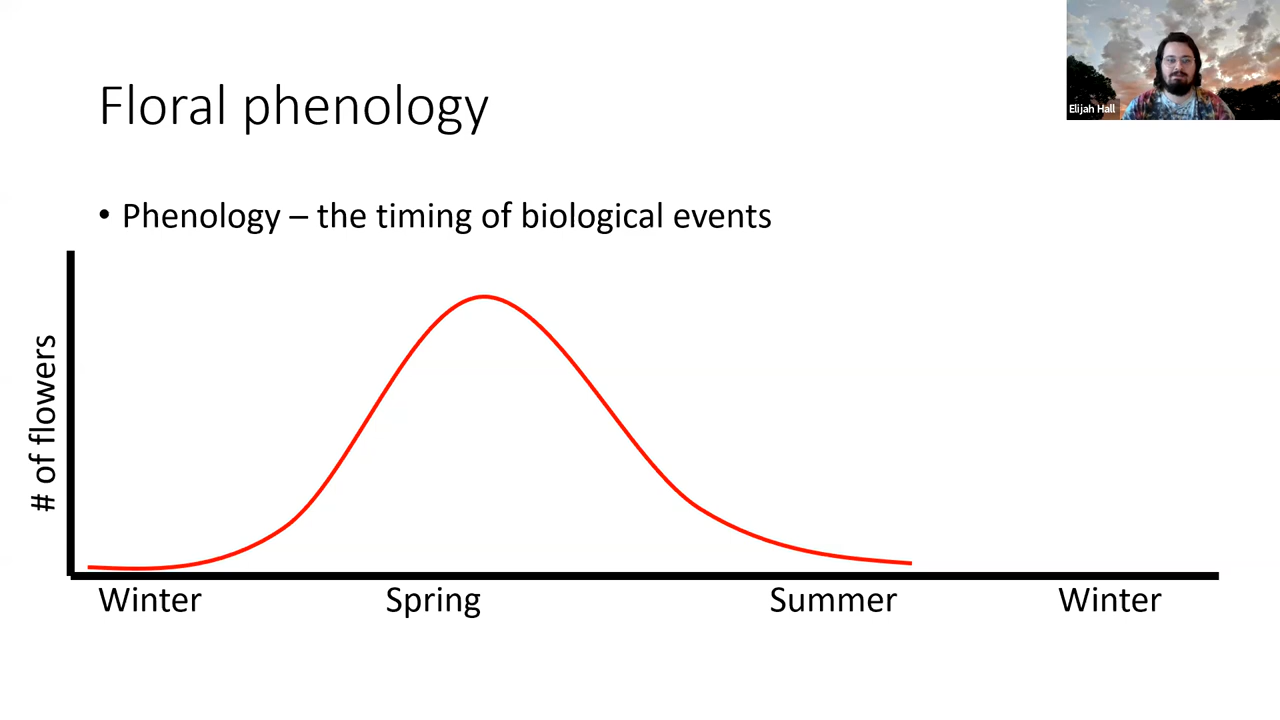 Elijah Hall
Floral phenology
• Phenology – the timing of biological events
# of flowers
Winter Spring Summer Winter